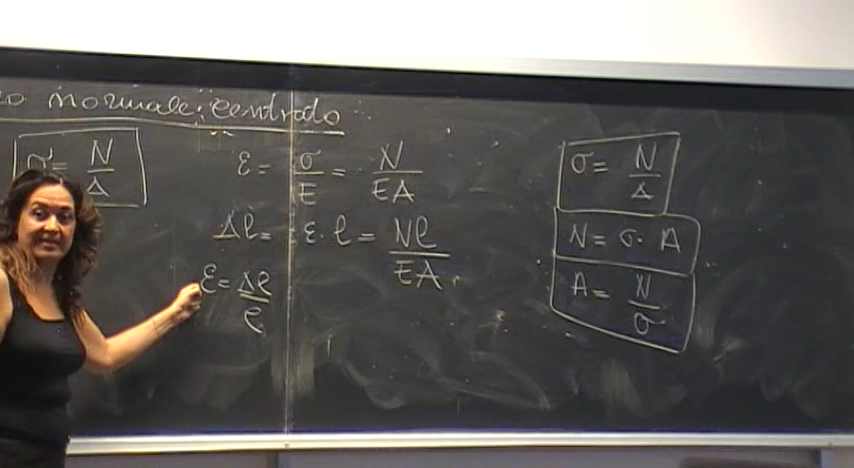 normale: centrato
σ = N/A
ε = σ/E = N/EA
Δl = ε · l = Nl/EA
ε = Δl/l
σ = N/A
N = σ · A
A = N/σ